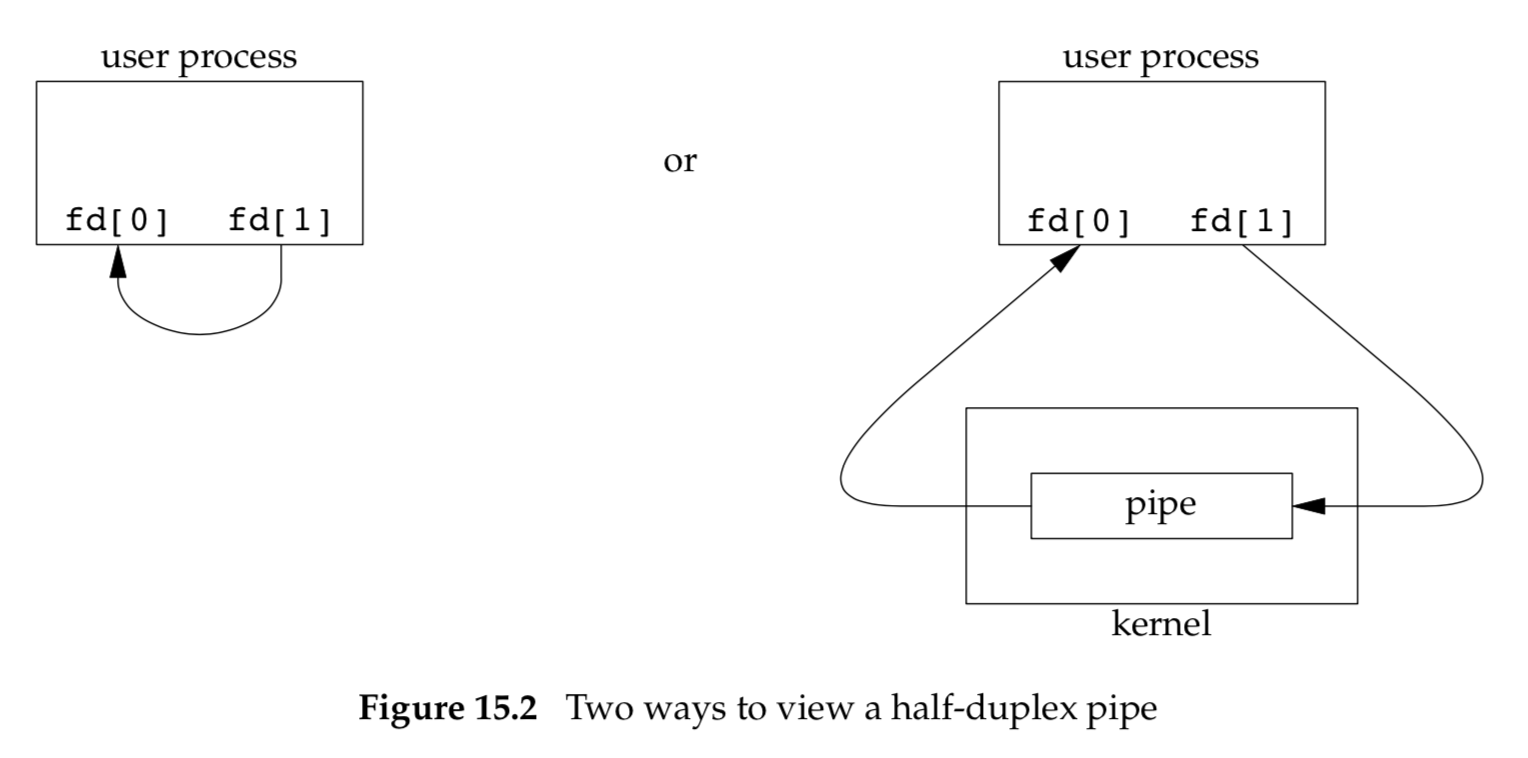 user process
user process
or
fd[0] fd[1]
fd[0] fd[1]
pipe
kernel
Figure 15.2 Two ways to view a half-duplex pipe